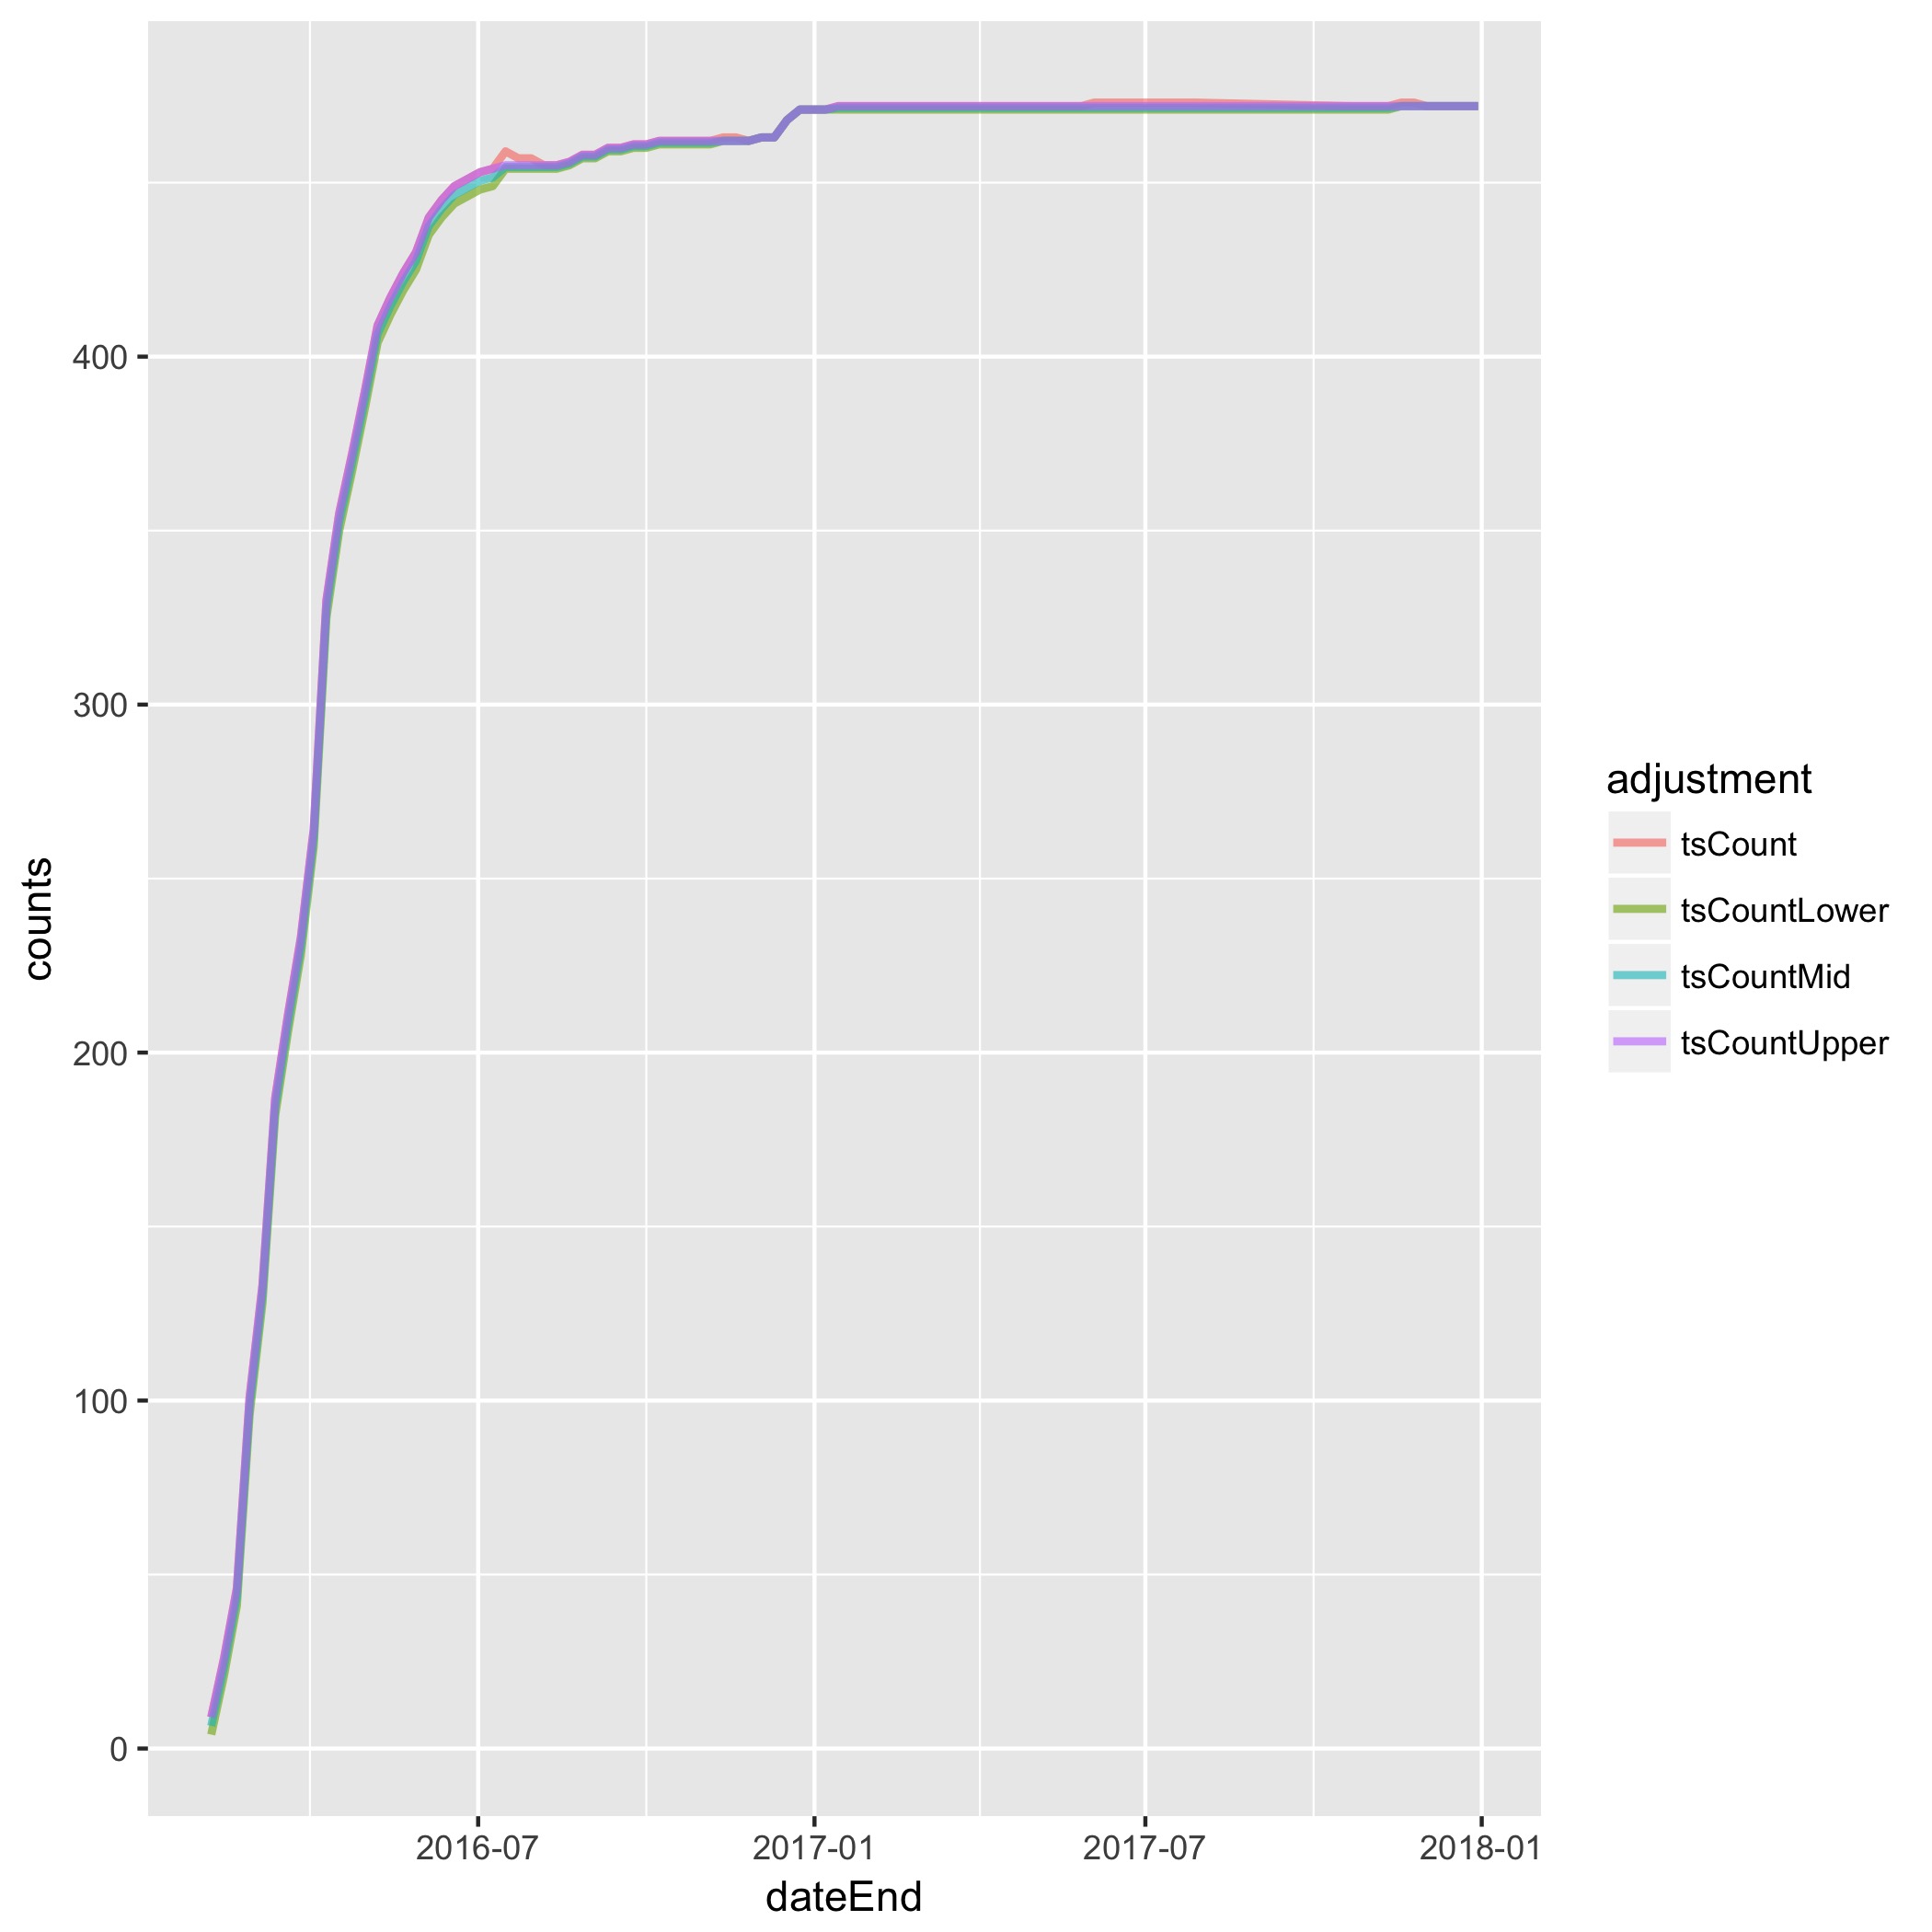 400
300
200
100
0
counts
2016-07
2017-01
2017-07
2018-01
dateEnd
adjustment
tsCount
tsCountLower
tsCountMid
tsCountUpper